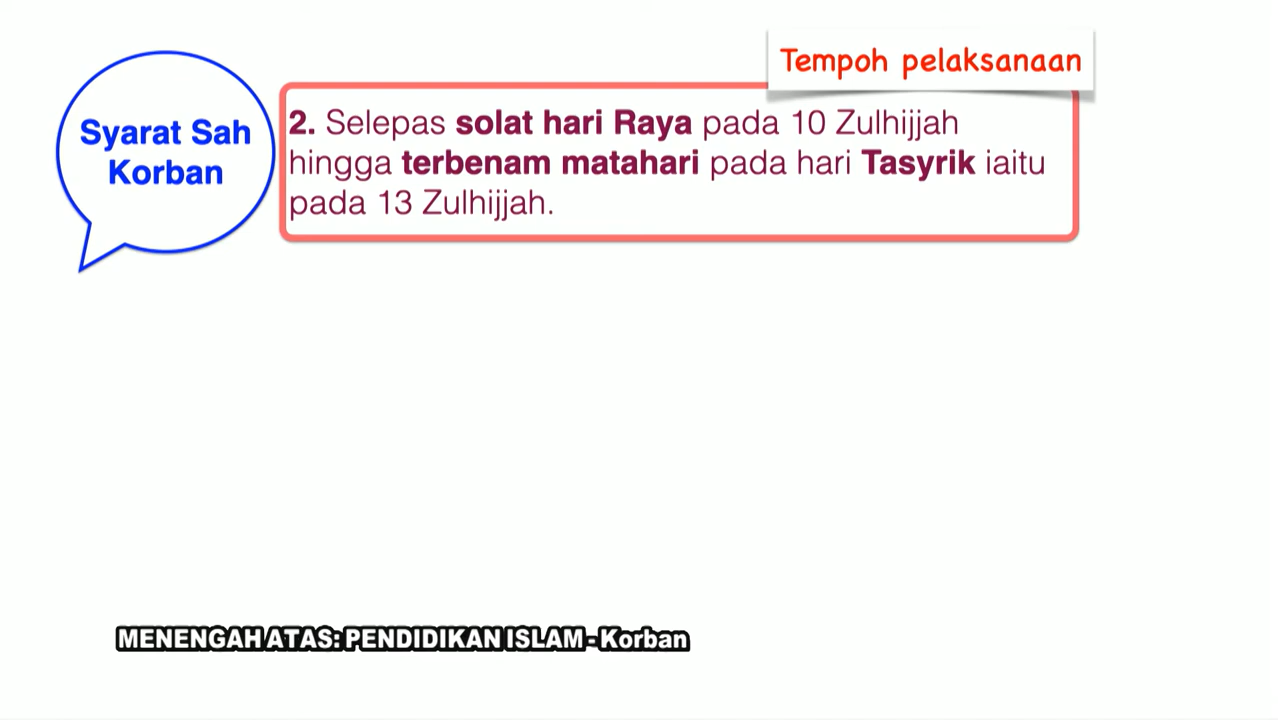 Tempoh pelaksanaan
Syarat Sah
Korban
2. Selepas solat hari Raya pada 10 Zulhijjah
hingga terbenam matahari pada hari Tasyrik iaitu
pada 13 Zulhijjah.
MENENGAH ATAS: PENDIDIKAN ISLAM - Korban